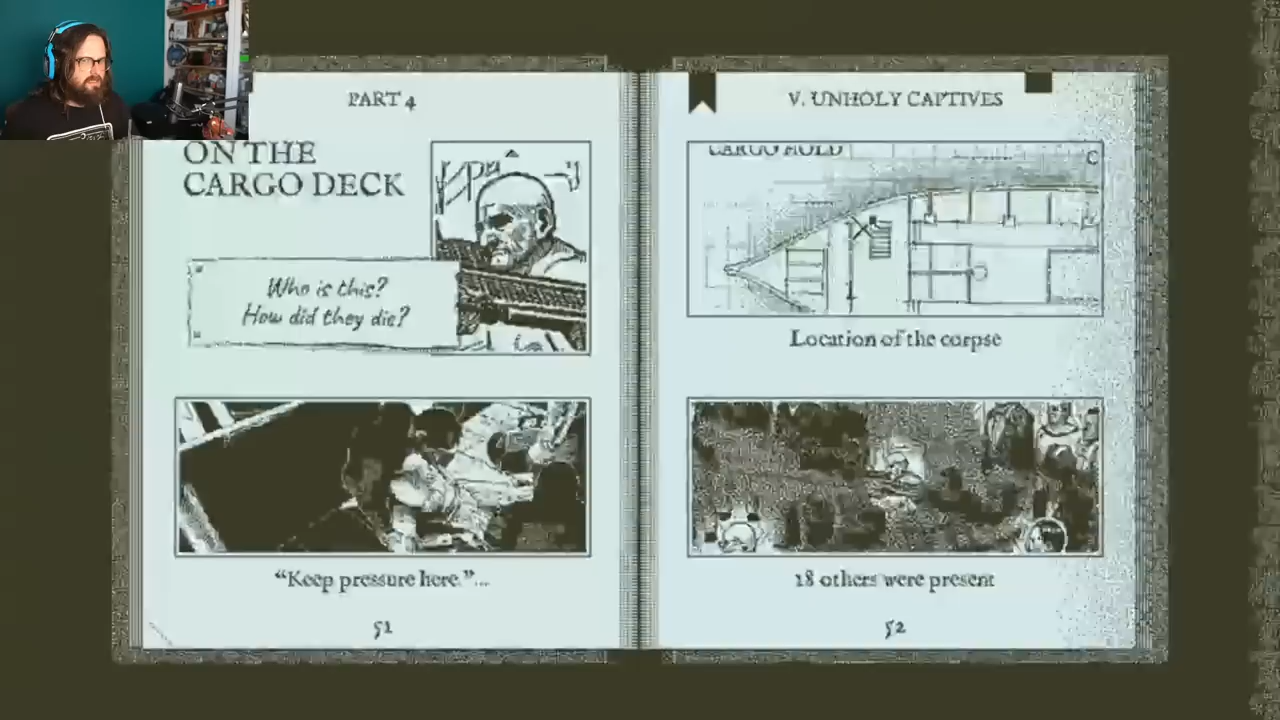 PART 4
ON THE
CARGO DECK
Who is this?
How did they die?
"Keep pressure here."...
51
V. UNHOLY CAPTIVES
CARGO HOLD
C
Location of the corpse
18 others were present
52